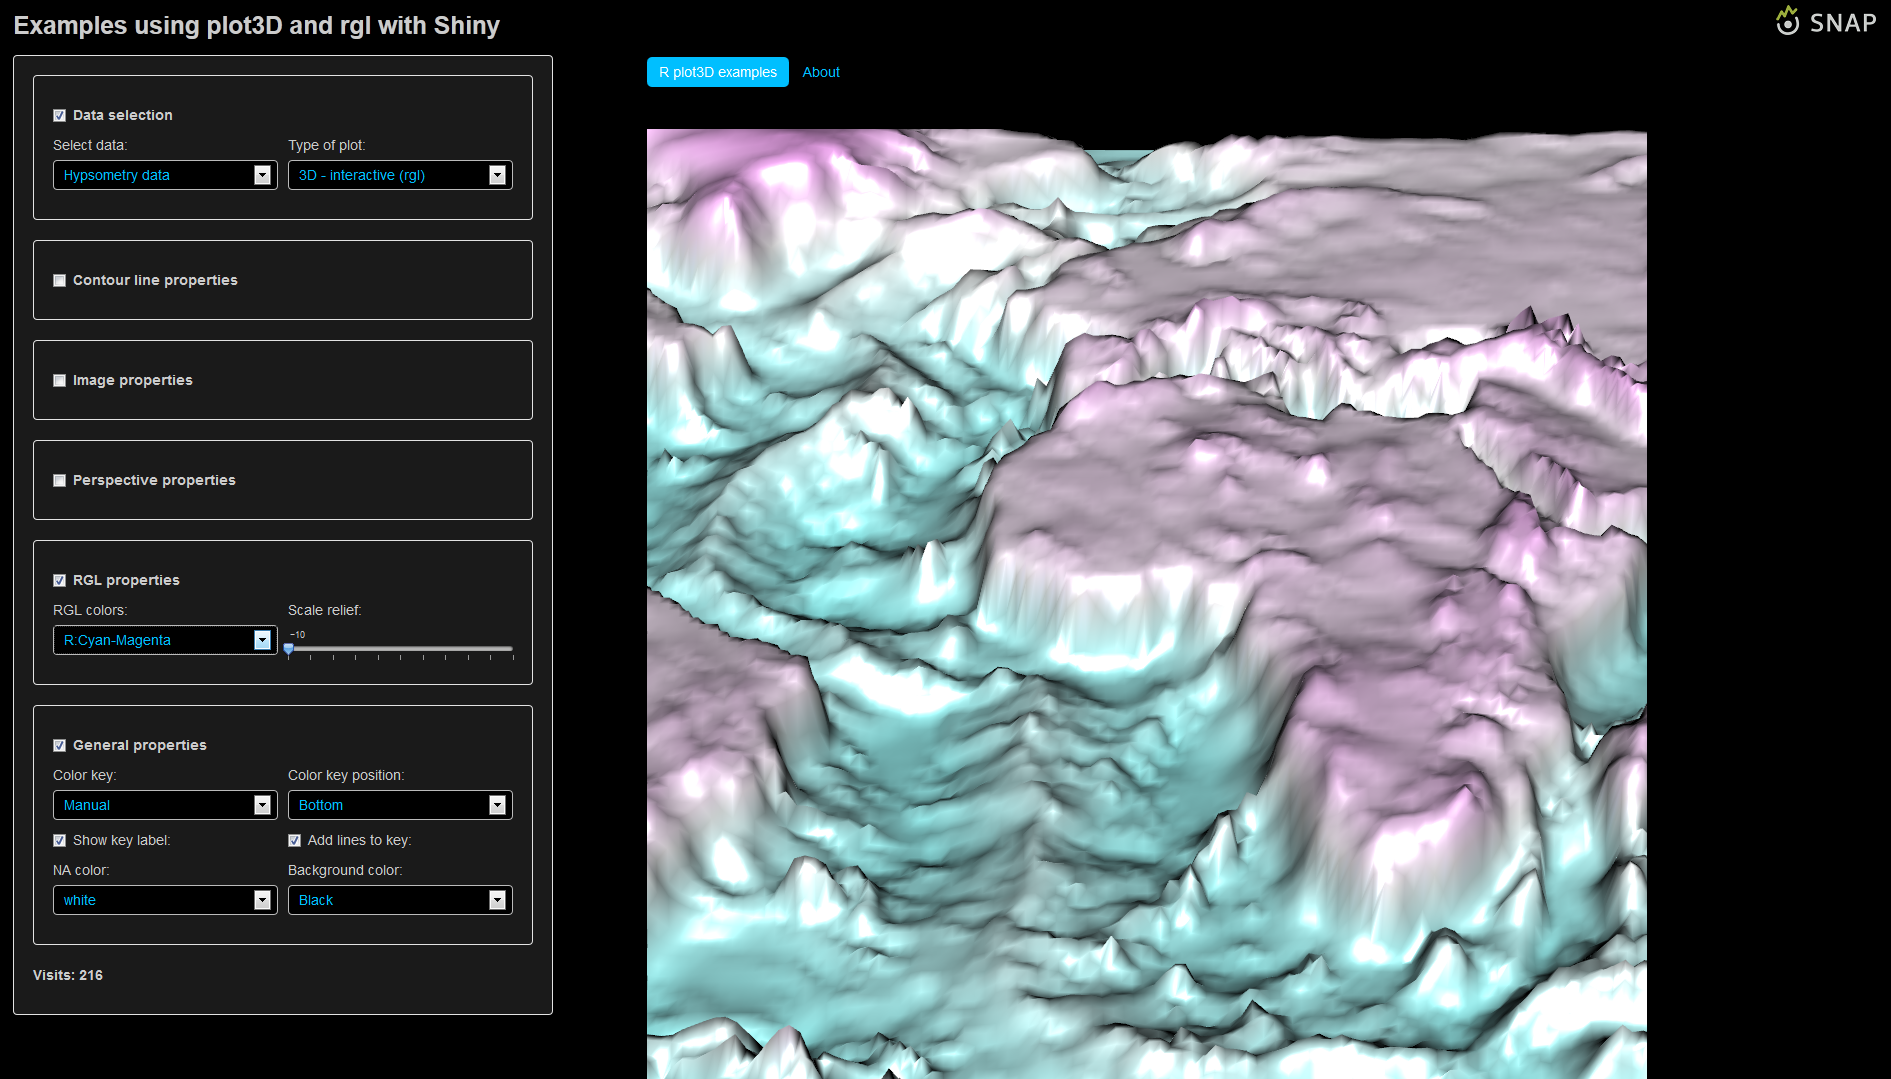 Examples using plot3D and rgl with Shiny
SNAP
R plot3D examples
About
Data selection
Select data:
Type of plot:
Hypsometry data
3D - interactive (rgl)
Contour line properties
Image properties
Perspective properties
RGL properties
RGL colors:
Scale relief:
R:Cyan-Magenta
-10
General properties
Color key:
Color key position:
Manual
Bottom
Show key label:
Add lines to key:
NA color:
Background color:
white
Black
Visits: 216